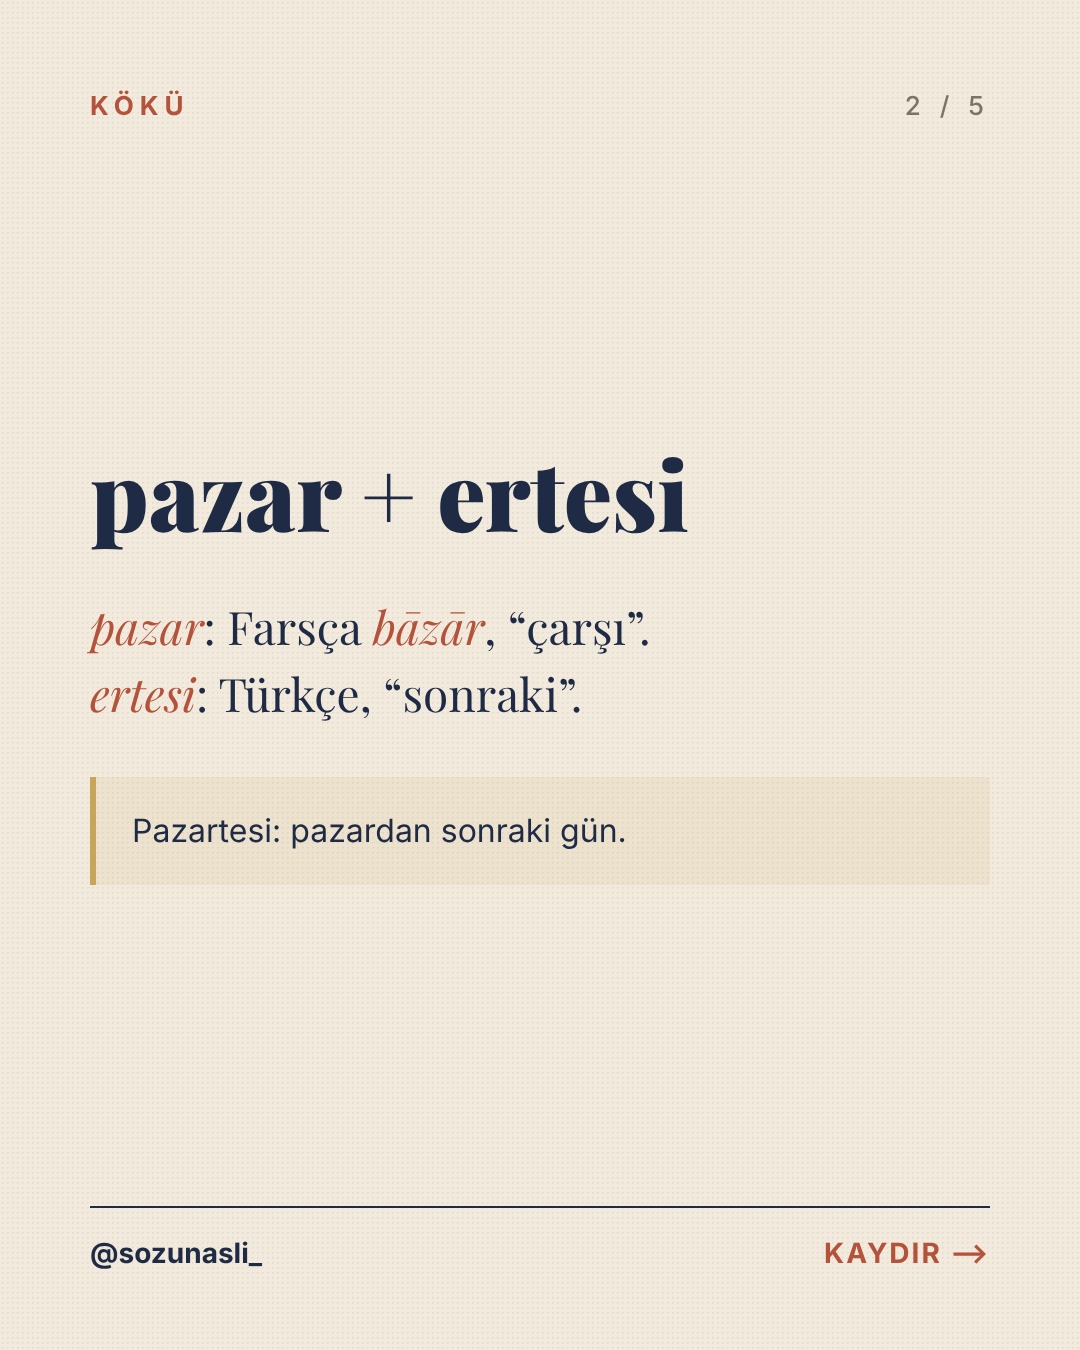 KÖKÜ
2 / 5
pazar + ertesi
pazar: Farsça bāzār, “çarşı”.
ertesi: Türkçe, “sonraki”.
Pazartesi: pazardan sonraki gün.
@sozunasli_
KAYDIR →